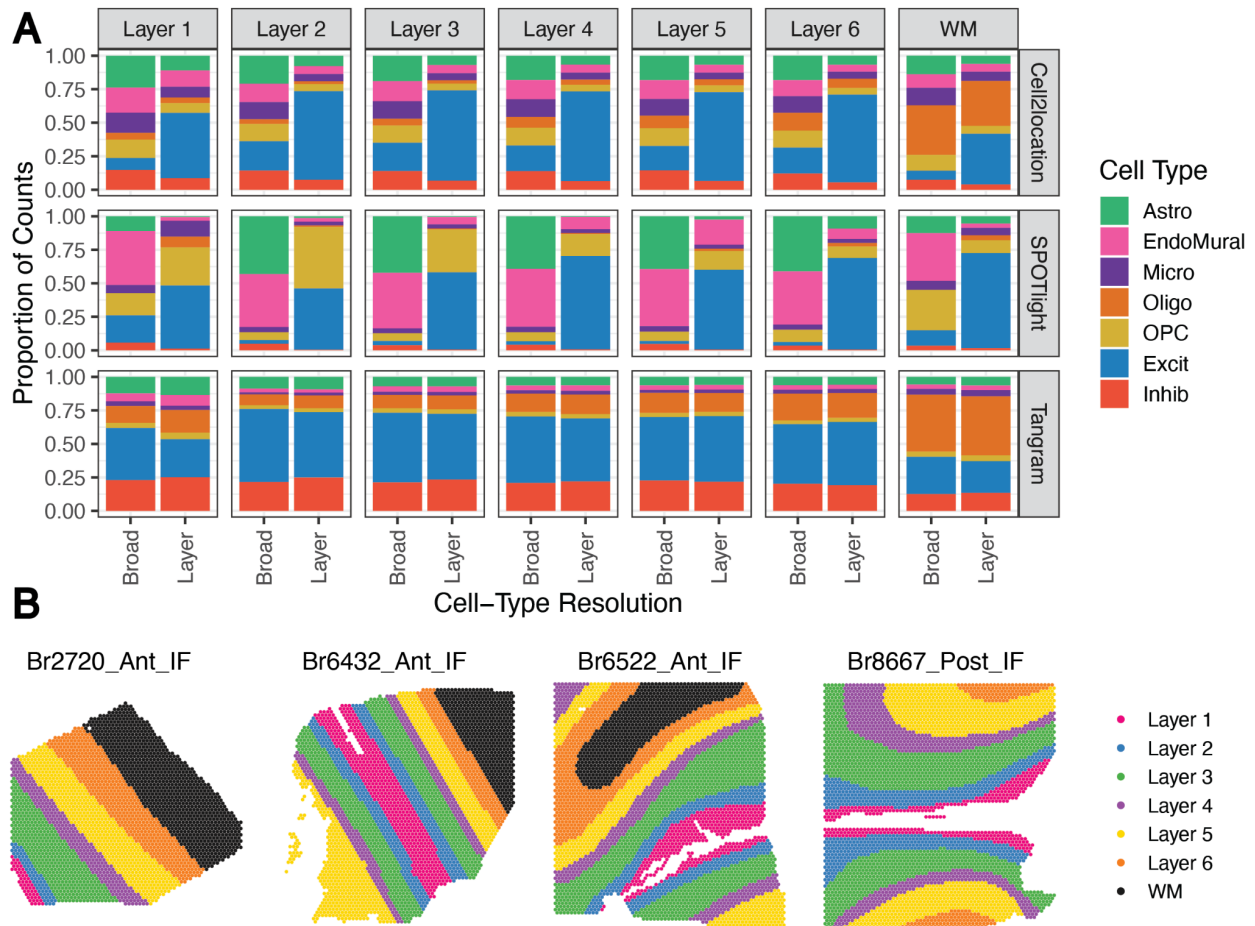 A
Layer 1 Layer 2 Layer 3 Layer 4 Layer 5 Layer 6 WM
Proportion of Counts
1.00
0.75
0.50
0.25
0.00
Cell2location
1.00
0.75
0.50
0.25
0.00
SPOTlight
1.00
0.75
0.50
0.25
0.00
Tangram
Broad Layer Broad Layer Broad Layer Broad Layer Broad Layer Broad Layer Broad Layer
Cell-Type Resolution
Cell Type
Astro
EndoMural
Micro
Oligo
OPC
Excit
Inhib
B
Br2720_Ant_IF Br6432_Ant_IF Br6522_Ant_IF Br8667_Post_IF
Layer 1
Layer 2
Layer 3
Layer 4
Layer 5
Layer 6
WM